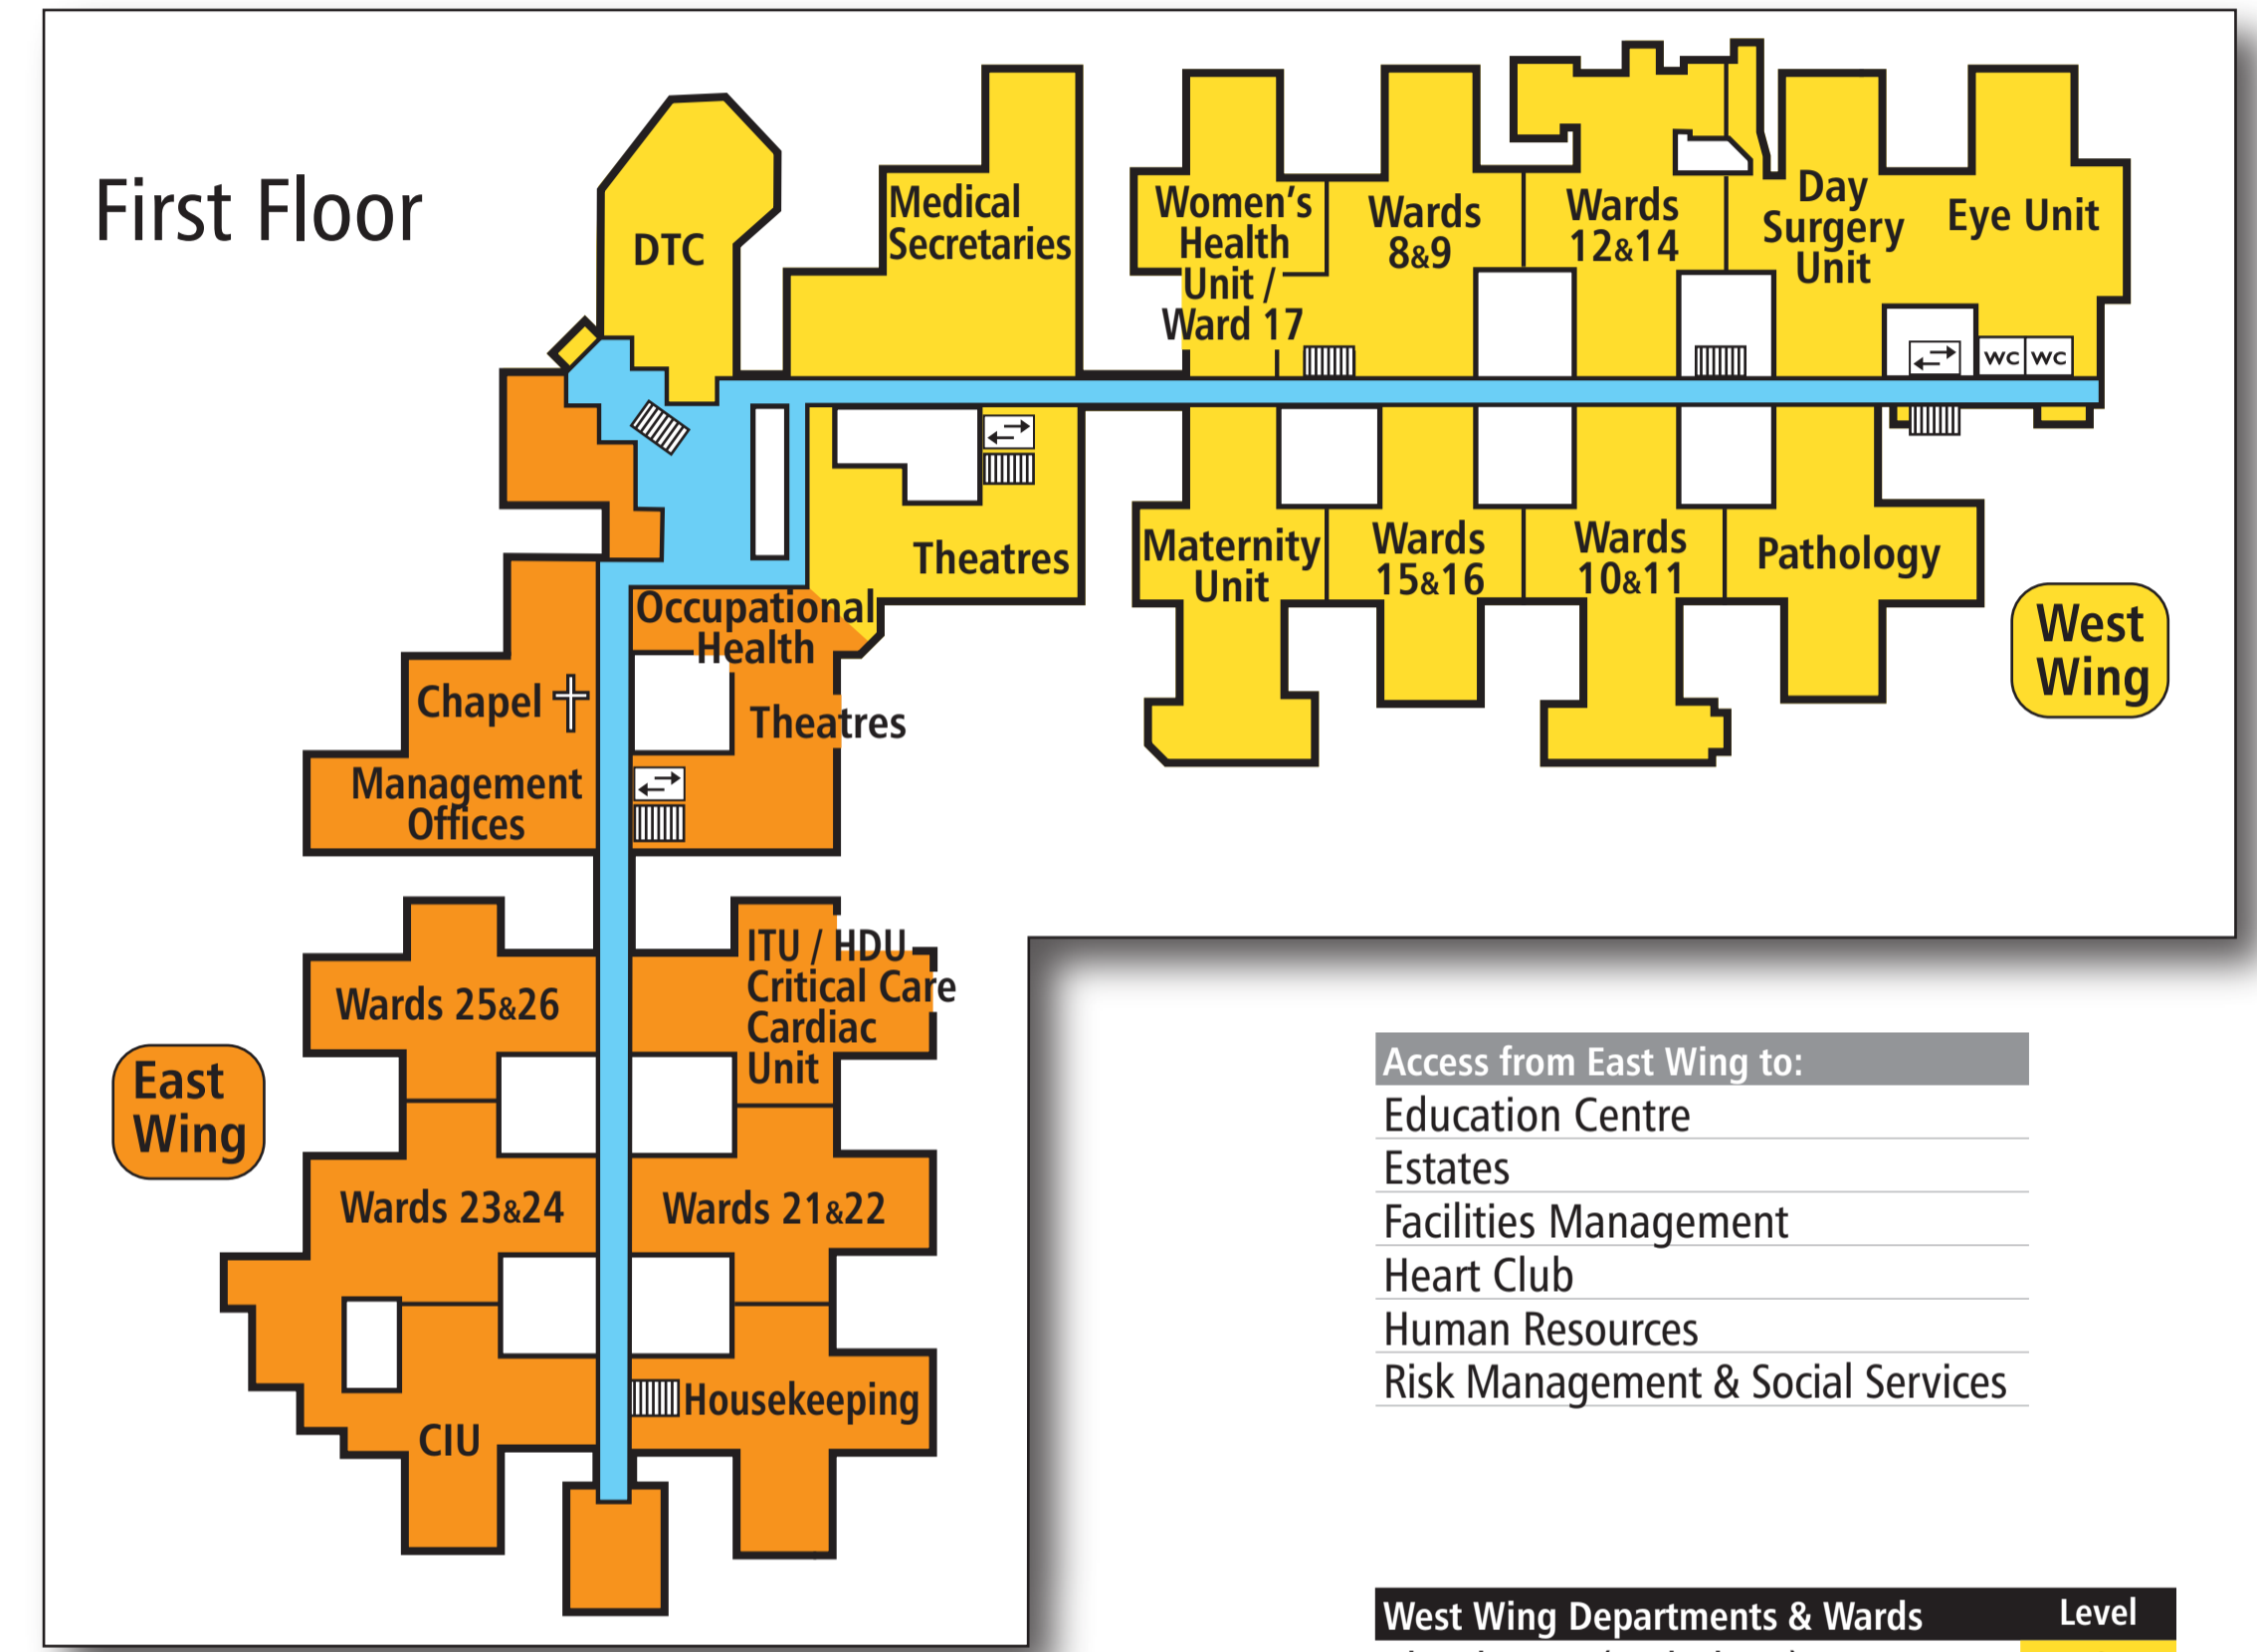 First Floor
DTC
Medical
Secretaries
Women's
Health
Unit /
Ward 17
Wards
8&9
Wards
12&14
Day
Surgery
Unit
Eye Unit
WC
WC
Theatres
Maternity
Unit
Wards
15&16
Wards
10&11
Pathology
West
Wing
Occupational
Health
Chapel
Theatres
Management
Offices
ITU / HDU
Critical Care
Cardiac
Unit
Wards 25&26
East
Wing
Wards 23&24
Wards 21&22
Housekeeping
CIU
Access from East Wing to:
Education Centre
Estates
Facilities Management
Heart Club
Human Resources
Risk Management & Social Services
West Wing Departments & Wards Level